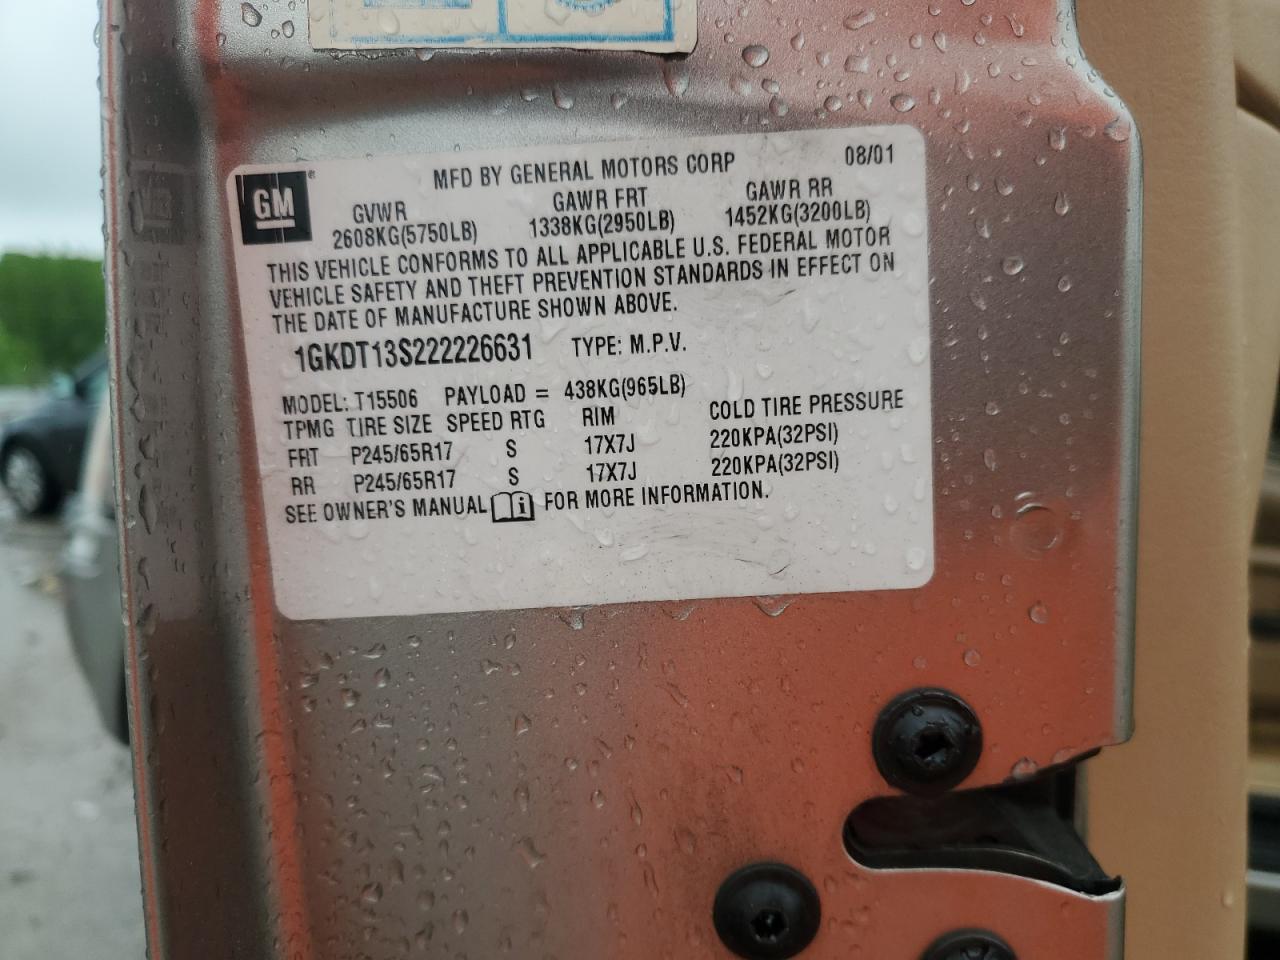 GM®
MFD BY GENERAL MOTORS CORP 08/01
GVWR GAWR FRT GAWR RR
2608KG(5750LB) 1338KG(2950LB) 1452KG(3200LB)
THIS VEHICLE CONFORMS TO ALL APPLICABLE U.S. FEDERAL MOTOR
VEHICLE SAFETY AND THEFT PREVENTION STANDARDS IN EFFECT ON
THE DATE OF MANUFACTURE SHOWN ABOVE.
1GKDT13S222226631 TYPE: M.P.V.
MODEL: T15506 PAYLOAD = 438KG(965LB)
TPMG TIRE SIZE SPEED RTG RIM COLD TIRE PRESSURE
FRT P245/65R17 S 17X7J 220KPA(32PSI)
RR P245/65R17 S 17X7J 220KPA(32PSI)
SEE OWNER'S MANUAL i FOR MORE INFORMATION.